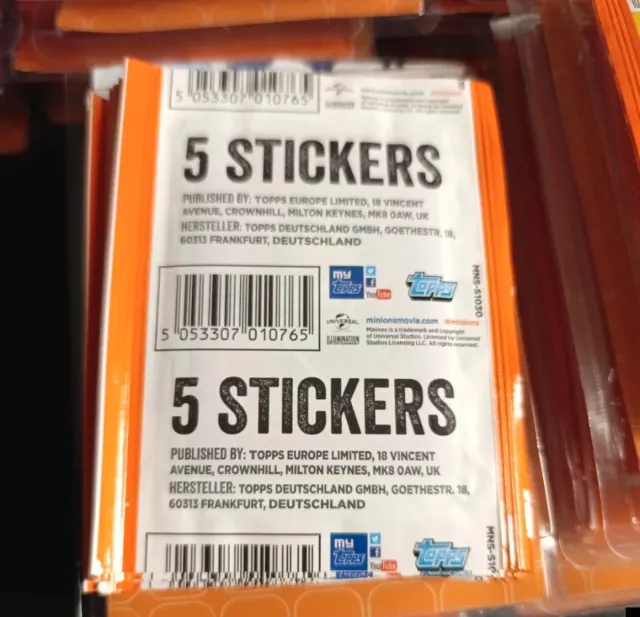 5 053307 010765
5 STICKERS
PUBLISHED BY: TOPPS EUROPE LIMITED, 18 VINCENT
AVENUE, CROWNHILL, MILTON KEYNES, MK8 0AW, UK
HERSTELLER: TOPPS DEUTSCHLAND GMBH, GOETHESTR. 18,
60313 FRANKFURT, DEUTSCHLAND
my
Topps
YouTube
Topps
MNS-S1030
5 053307 010765
UNIVERSAL
ILLUMINATION
ENTERTAINMENT
minionsmovie.com #minions
Minions is a trademark and copyright
of Universal Studios. Licensed by Universal
Studios Licensing LLC. All rights reserved.
5 STICKERS
PUBLISHED BY: TOPPS EUROPE LIMITED, 18 VINCENT
AVENUE, CROWNHILL, MILTON KEYNES, MK8 0AW, UK
HERSTELLER: TOPPS DEUTSCHLAND GMBH, GOETHESTR. 18,
60313 FRANKFURT, DEUTSCHLAND
my
Topps
YouTube
Topps
MNS-S10